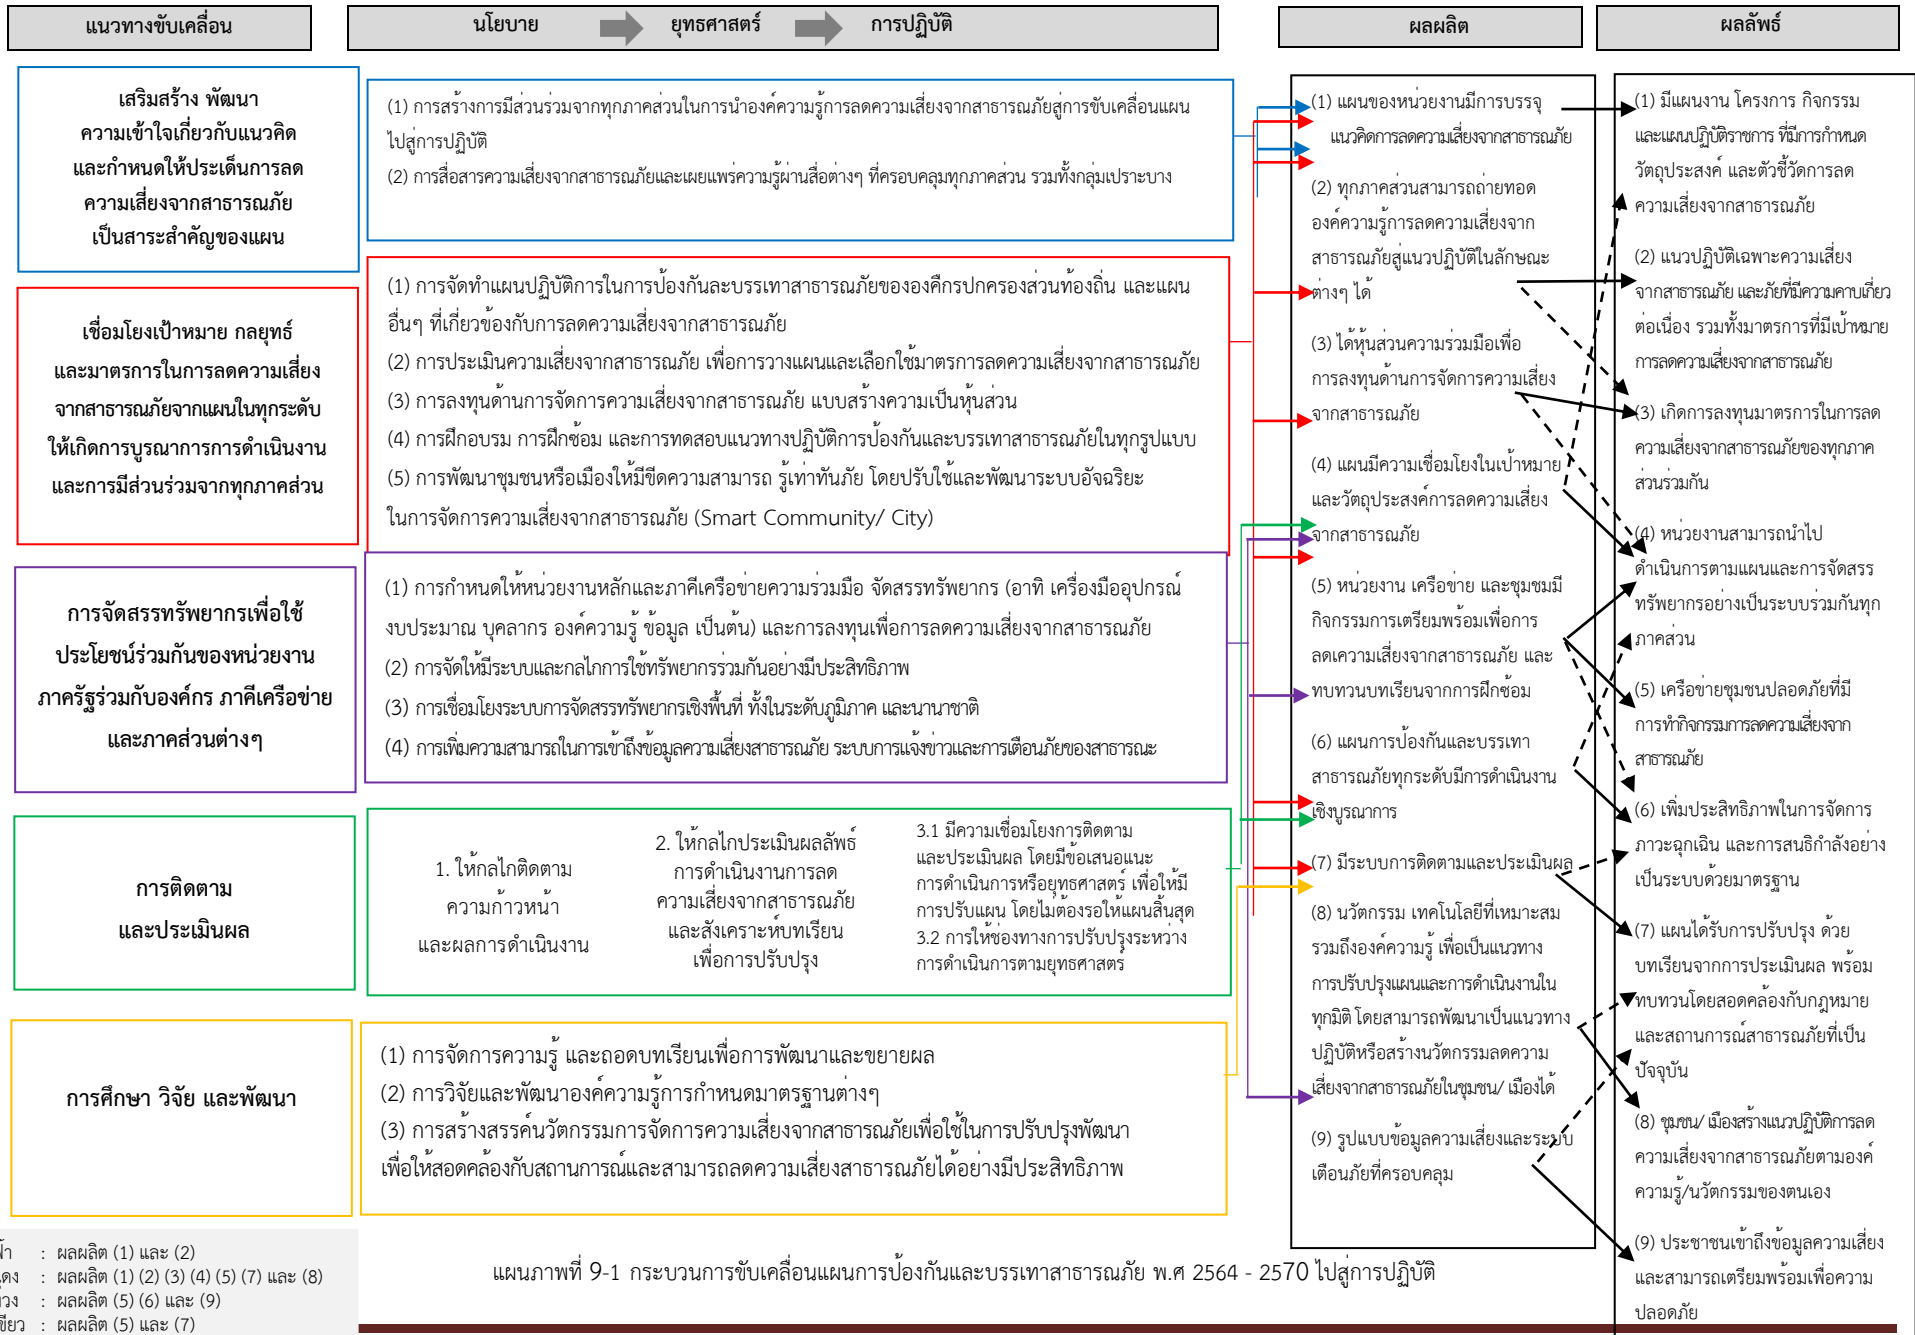 แนวทางขับเคลื่อน
นโยบาย ยุทธศาสตร์ การปฏิบัติ
ผลผลิต
ผลลัพธ์
เสริมสร้าง พัฒนา
ความเข้าใจเกี่ยวกับแนวคิด
และกำหนดให้ประเด็นการลด
ความเสี่ยงจากสาธารณภัย
เป็นสาระสำคัญของแผน
(1) การสร้างการมีส่วนร่วมจากทุกภาคส่วนในการนำองค์ความรู้การลดความเสี่ยงจากสาธารณภัยสู่การขับเคลื่อนแผน
ไปสู่การปฏิบัติ
(2) การสื่อสารความเสี่ยงจากสาธารณภัยและเผยแพร่ความรู้ผ่านสื่อต่างๆ ที่ครอบคลุมทุกภาคส่วน รวมทั้งกลุ่มเปราะบาง
เชื่อมโยงเป้าหมาย กลยุทธ์
และมาตรการในการลดความเสี่ยง
จากสาธารณภัยจากแผนในทุกระดับ
ให้เกิดการบูรณาการการดำเนินงาน
และการมีส่วนร่วมจากทุกภาคส่วน
(1) การจัดทำแผนปฏิบัติการในการป้องกันละบรรเทาสาธารณภัยขององค์กรปกครองส่วนท้องถิ่น และแผน
อื่นๆ ที่เกี่ยวข้องกับการลดความเสี่ยงจากสาธารณภัย
(2) การประเมินความเสี่ยงจากสาธารณภัย เพื่อการวางแผนและเลือกใช้มาตรการลดความเสี่ยงจากสาธารณภัย
(3) การลงทุนด้านการจัดการความเสี่ยงจากสาธารณภัย แบบสร้างความเป็นหุ้นส่วน
(4) การฝึกอบรม การฝึกซ้อม และการทดสอบแนวทางปฏิบัติการป้องกันและบรรเทาสาธารณภัยในทุกรูปแบบ
(5) การพัฒนาชุมชนหรือเมืองให้มีขีดความสามารถ รู้เท่าทันภัย โดยปรับใช้และพัฒนาระบบอัจฉริยะ
ในการจัดการความเสี่ยงจากสาธารณภัย (Smart Community/ City)
การจัดสรรทรัพยากรเพื่อใช้
ประโยชน์ร่วมกันของหน่วยงาน
ภาครัฐร่วมกับองค์กร ภาคีเครือข่าย
และภาคส่วนต่างๆ
(1) การกำหนดให้หน่วยงานหลักและภาคีเครือข่ายความร่วมมือ จัดสรรทรัพยากร (อาทิ เครื่องมืออุปกรณ์
งบประมาณ บุคลากร องค์ความรู้ ข้อมูล เป็นต้น) และการลงทุนเพื่อการลดความเสี่ยงจากสาธารณภัย
(2) การจัดให้มีระบบและกลไกการใช้ทรัพยากรร่วมกันอย่างมีประสิทธิภาพ
(3) การเชื่อมโยงระบบการจัดสรรทรัพยากรเชิงพื้นที่ ทั้งในระดับภูมิภาค และนานาชาติ
(4) การเพิ่มความสามารถในการเข้าถึงข้อมูลความเสี่ยงสาธารณภัย ระบบการแจ้งข่าวและการเตือนภัยของสาธารณะ
การติดตาม
และประเมินผล
1. ให้กลไกติดตาม
ความก้าวหน้า
และผลการดำเนินงาน
2. ให้กลไกประเมินผลลัพธ์
การดำเนินงานการลด
ความเสี่ยงจากสาธารณภัย
และสังเคราะห์บทเรียน
เพื่อการปรับปรุง
3.1 มีความเชื่อมโยงการติดตาม
และประเมินผล โดยมีข้อเสนอแนะ
การดำเนินการหรือยุทธศาสตร์ เพื่อให้มี
การปรับแผน โดยไม่ต้องรอให้แผนสิ้นสุด
3.2 การให้ช่องทางการปรับปรุงระหว่าง
การดำเนินการตามยุทธศาสตร์
การศึกษา วิจัย และพัฒนา
(1) การจัดการความรู้ และถอดบทเรียนเพื่อการพัฒนาและขยายผล
(2) การวิจัยและพัฒนาองค์ความรู้การกำหนดมาตรฐานต่างๆ
(3) การสร้างสรรค์นวัตกรรมการจัดการความเสี่ยงจากสาธารณภัยเพื่อใช้ในการปรับปรุงพัฒนา
เพื่อให้สอดคล้องกับสถานการณ์และสามารถลดความเสี่ยงสาธารณภัยได้อย่างมีประสิทธิภาพ
(1) แผนของหน่วยงานมีการบรรจุ
แนวคิดการลดความเสี่ยงจากสาธารณภัย
(2) ทุกภาคส่วนสามารถถ่ายทอด
องค์ความรู้การลดความเสี่ยงจาก
สาธารณภัยสู่แนวปฏิบัติในลักษณะ
ต่างๆ ได้
(3) ได้หุ้นส่วนความร่วมมือเพื่อ
การลงทุนด้านการจัดการความเสี่ยง
จากสาธารณภัย
(4) แผนมีความเชื่อมโยงในเป้าหมาย
และวัตถุประสงค์การลดความเสี่ยง
จากสาธารณภัย
(5) หน่วยงาน เครือข่าย และชุมชมมี
กิจกรรมการเตรียมพร้อมเพื่อการ
ลดเความเสี่ยงจากสาธารณภัย และ
ทบทวนบทเรียนจากการฝึกซ้อม
(6) แผนการป้องกันและบรรเทา
สาธารณภัยทุกระดับมีการดำเนินงาน
เชิงบูรณาการ
(7) มีระบบการติดตามและประเมินผล
(8) นวัตกรรม เทคโนโลยีที่เหมาะสม
รวมถึงองค์ความรู้ เพื่อเป็นแนวทาง
การปรับปรุงแผนและการดำเนินงานใน
ทุกมิติ โดยสามารถพัฒนาเป็นแนวทาง
ปฏิบัติหรือสร้างนวัตกรรมลดความ
เสี่ยงจากสาธารณภัยในชุมชน/ เมืองได้
(9) รูปแบบข้อมูลความเสี่ยงและระบบ
เตือนภัยที่ครอบคลุม
(1) มีแผนงาน โครงการ กิจกรรม
และแผนปฏิบัติราชการ ที่มีการกำหนด
วัตถุประสงค์ และตัวชี้วัดการลด
ความเสี่ยงจากสาธารณภัย
(2) แนวปฏิบัติเฉพาะความเสี่ยง
จากสาธารณภัย และภัยที่มีความคาบเกี่ยว
ต่อเนื่อง รวมทั้งมาตรการที่มีเป้าหมาย
การลดความเสี่ยงจากสาธารณภัย
(3) เกิดการลงทุนมาตรการในการลด
ความเสี่ยงจากสาธารณภัยของทุกภาค
ส่วนร่วมกัน
(4) หน่วยงานสามารถนำไป
ดำเนินการตามแผนและการจัดสรร
ทรัพยากรอย่างเป็นระบบร่วมกันทุก
ภาคส่วน
(5) เครือข่ายชุมชนปลอดภัยที่มี
การทำกิจกรรมการลดความเสี่ยงจาก
สาธารณภัย
(6) เพิ่มประสิทธิภาพในการจัดการ
ภาวะฉุกเฉิน และการสนธิกำลังอย่าง
เป็นระบบด้วยมาตรฐาน
(7) แผนได้รับการปรับปรุง ด้วย
บทเรียนจากการประเมินผล พร้อม
ทบทวนโดยสอดคล้องกับกฎหมาย
และสถานการณ์สาธารณภัยที่เป็น
ปัจจุบัน
(8) ชุมชน/ เมืองสร้างแนวปฏิบัติการลด
ความเสี่ยงจากสาธารณภัยตามองค์
ความรู้/นวัตกรรมของตนเอง
(9) ประชาชนเข้าถึงข้อมูลความเสี่ยง
และสามารถเตรียมพร้อมเพื่อความ
ปลอดภัย
: ผลผลิต (1) และ (2)
: ผลผลิต (1) (2) (3) (4) (5) (7) และ (8)
: ผลผลิต (5) (6) และ (9)
: ผลผลิต (5) และ (7)
แผนภาพที่ 9-1 กระบวนการขับเคลื่อนแผนการป้องกันและบรรเทาสาธารณภัย พ.ศ 2564 - 2570 ไปสู่การปฏิบัติ